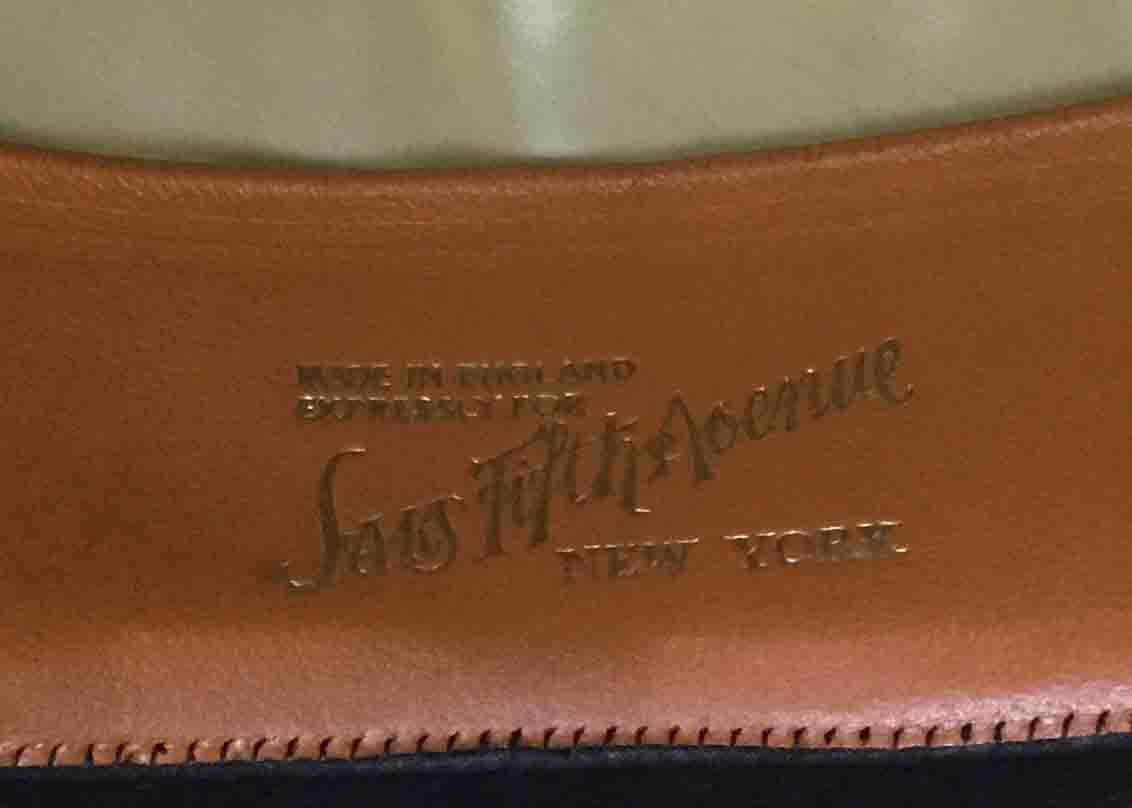 MADE IN ENGLAND
EXPRESSLY FOR
Saks Fifth Avenue
NEW YORK.